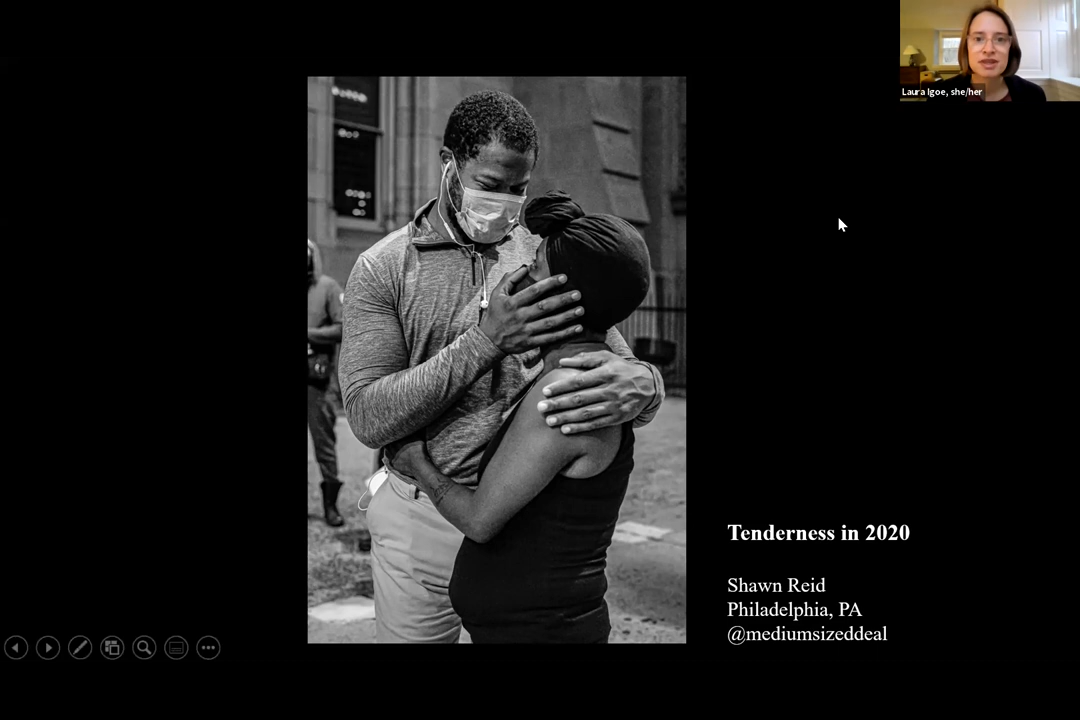 Laura Igoe, she/her
Tenderness in 2020
Shawn Reid
Philadelphia, PA
@mediumsizeddeal